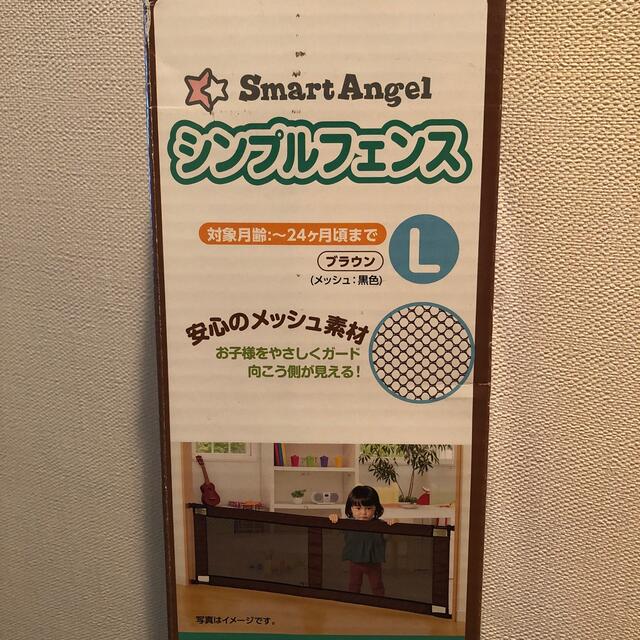 Smart Angel
シンプルフェンス
対象月齢:～24ヶ月頃まで
L
ブラウン
(メッシュ:黒色)
安心のメッシュ素材
お子様をやさしくガード
向こう側が見える!
写真はイメージです。